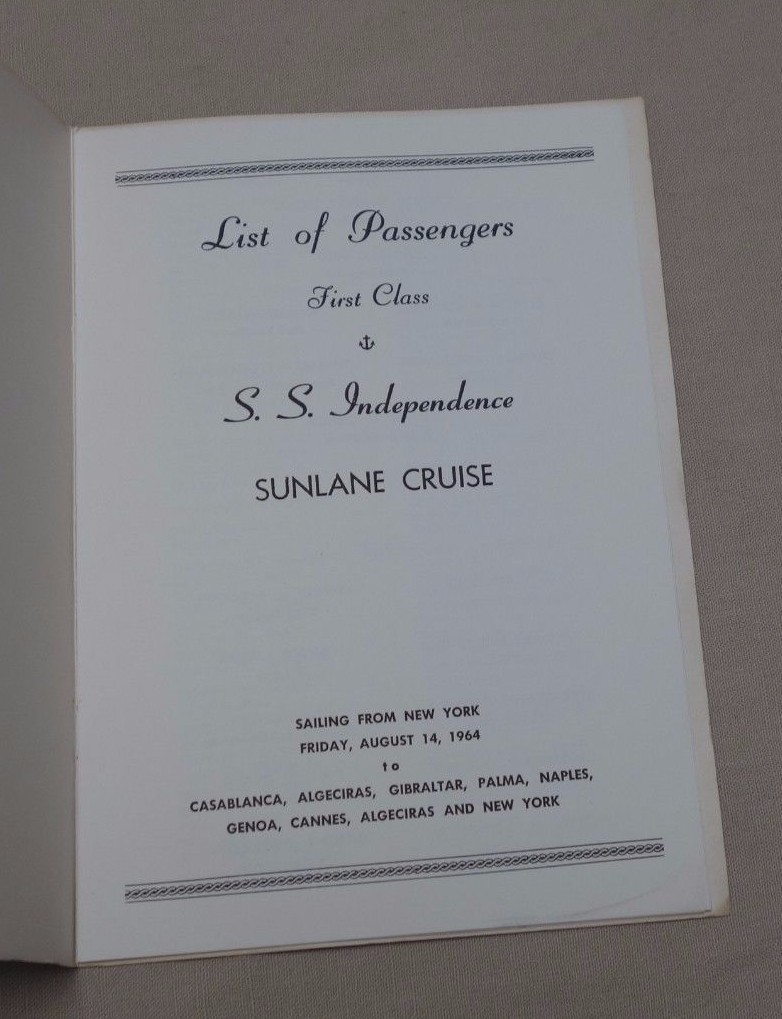 List of Passengers
First Class
S. S. Independence
SUNLANE CRUISE
SAILING FROM NEW YORK
FRIDAY, AUGUST 14, 1964
to
CASABLANCA, ALGECIRAS, GIBRALTAR, PALMA, NAPLES,
GENOA, CANNES, ALGECIRAS AND NEW YORK